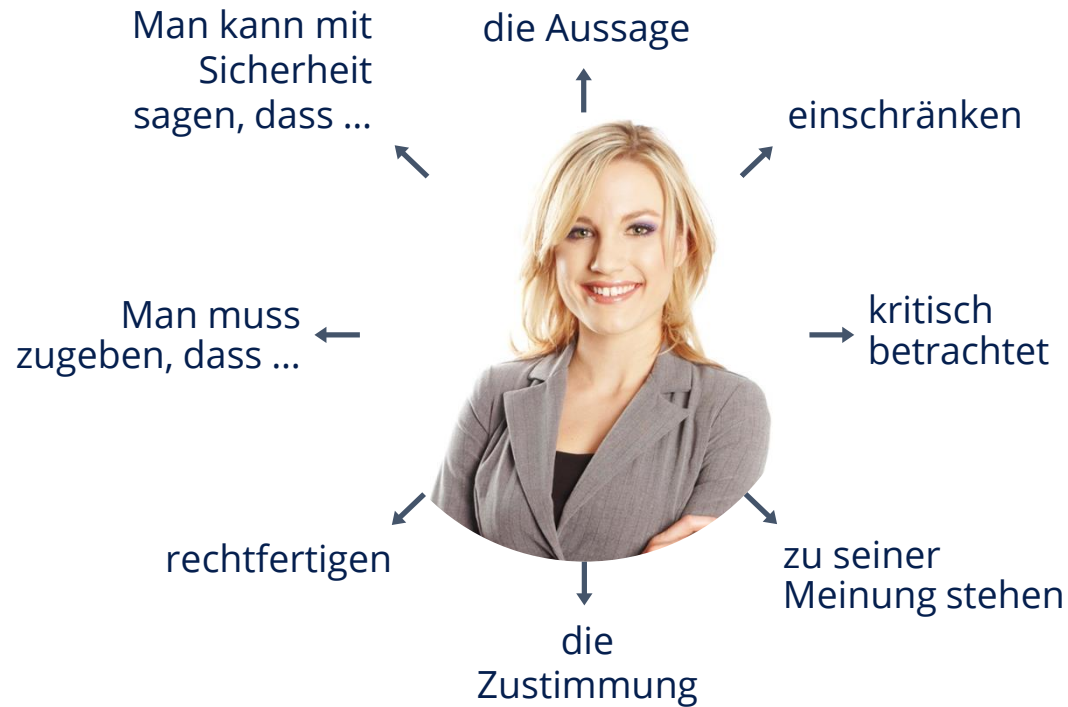 Man kann mit
Sicherheit
sagen, dass ...
die Aussage
einschränken
Man muss
zugeben, dass ...
kritisch
betrachtet
rechtfertigen
zu seiner
Meinung stehen
die
Zustimmung